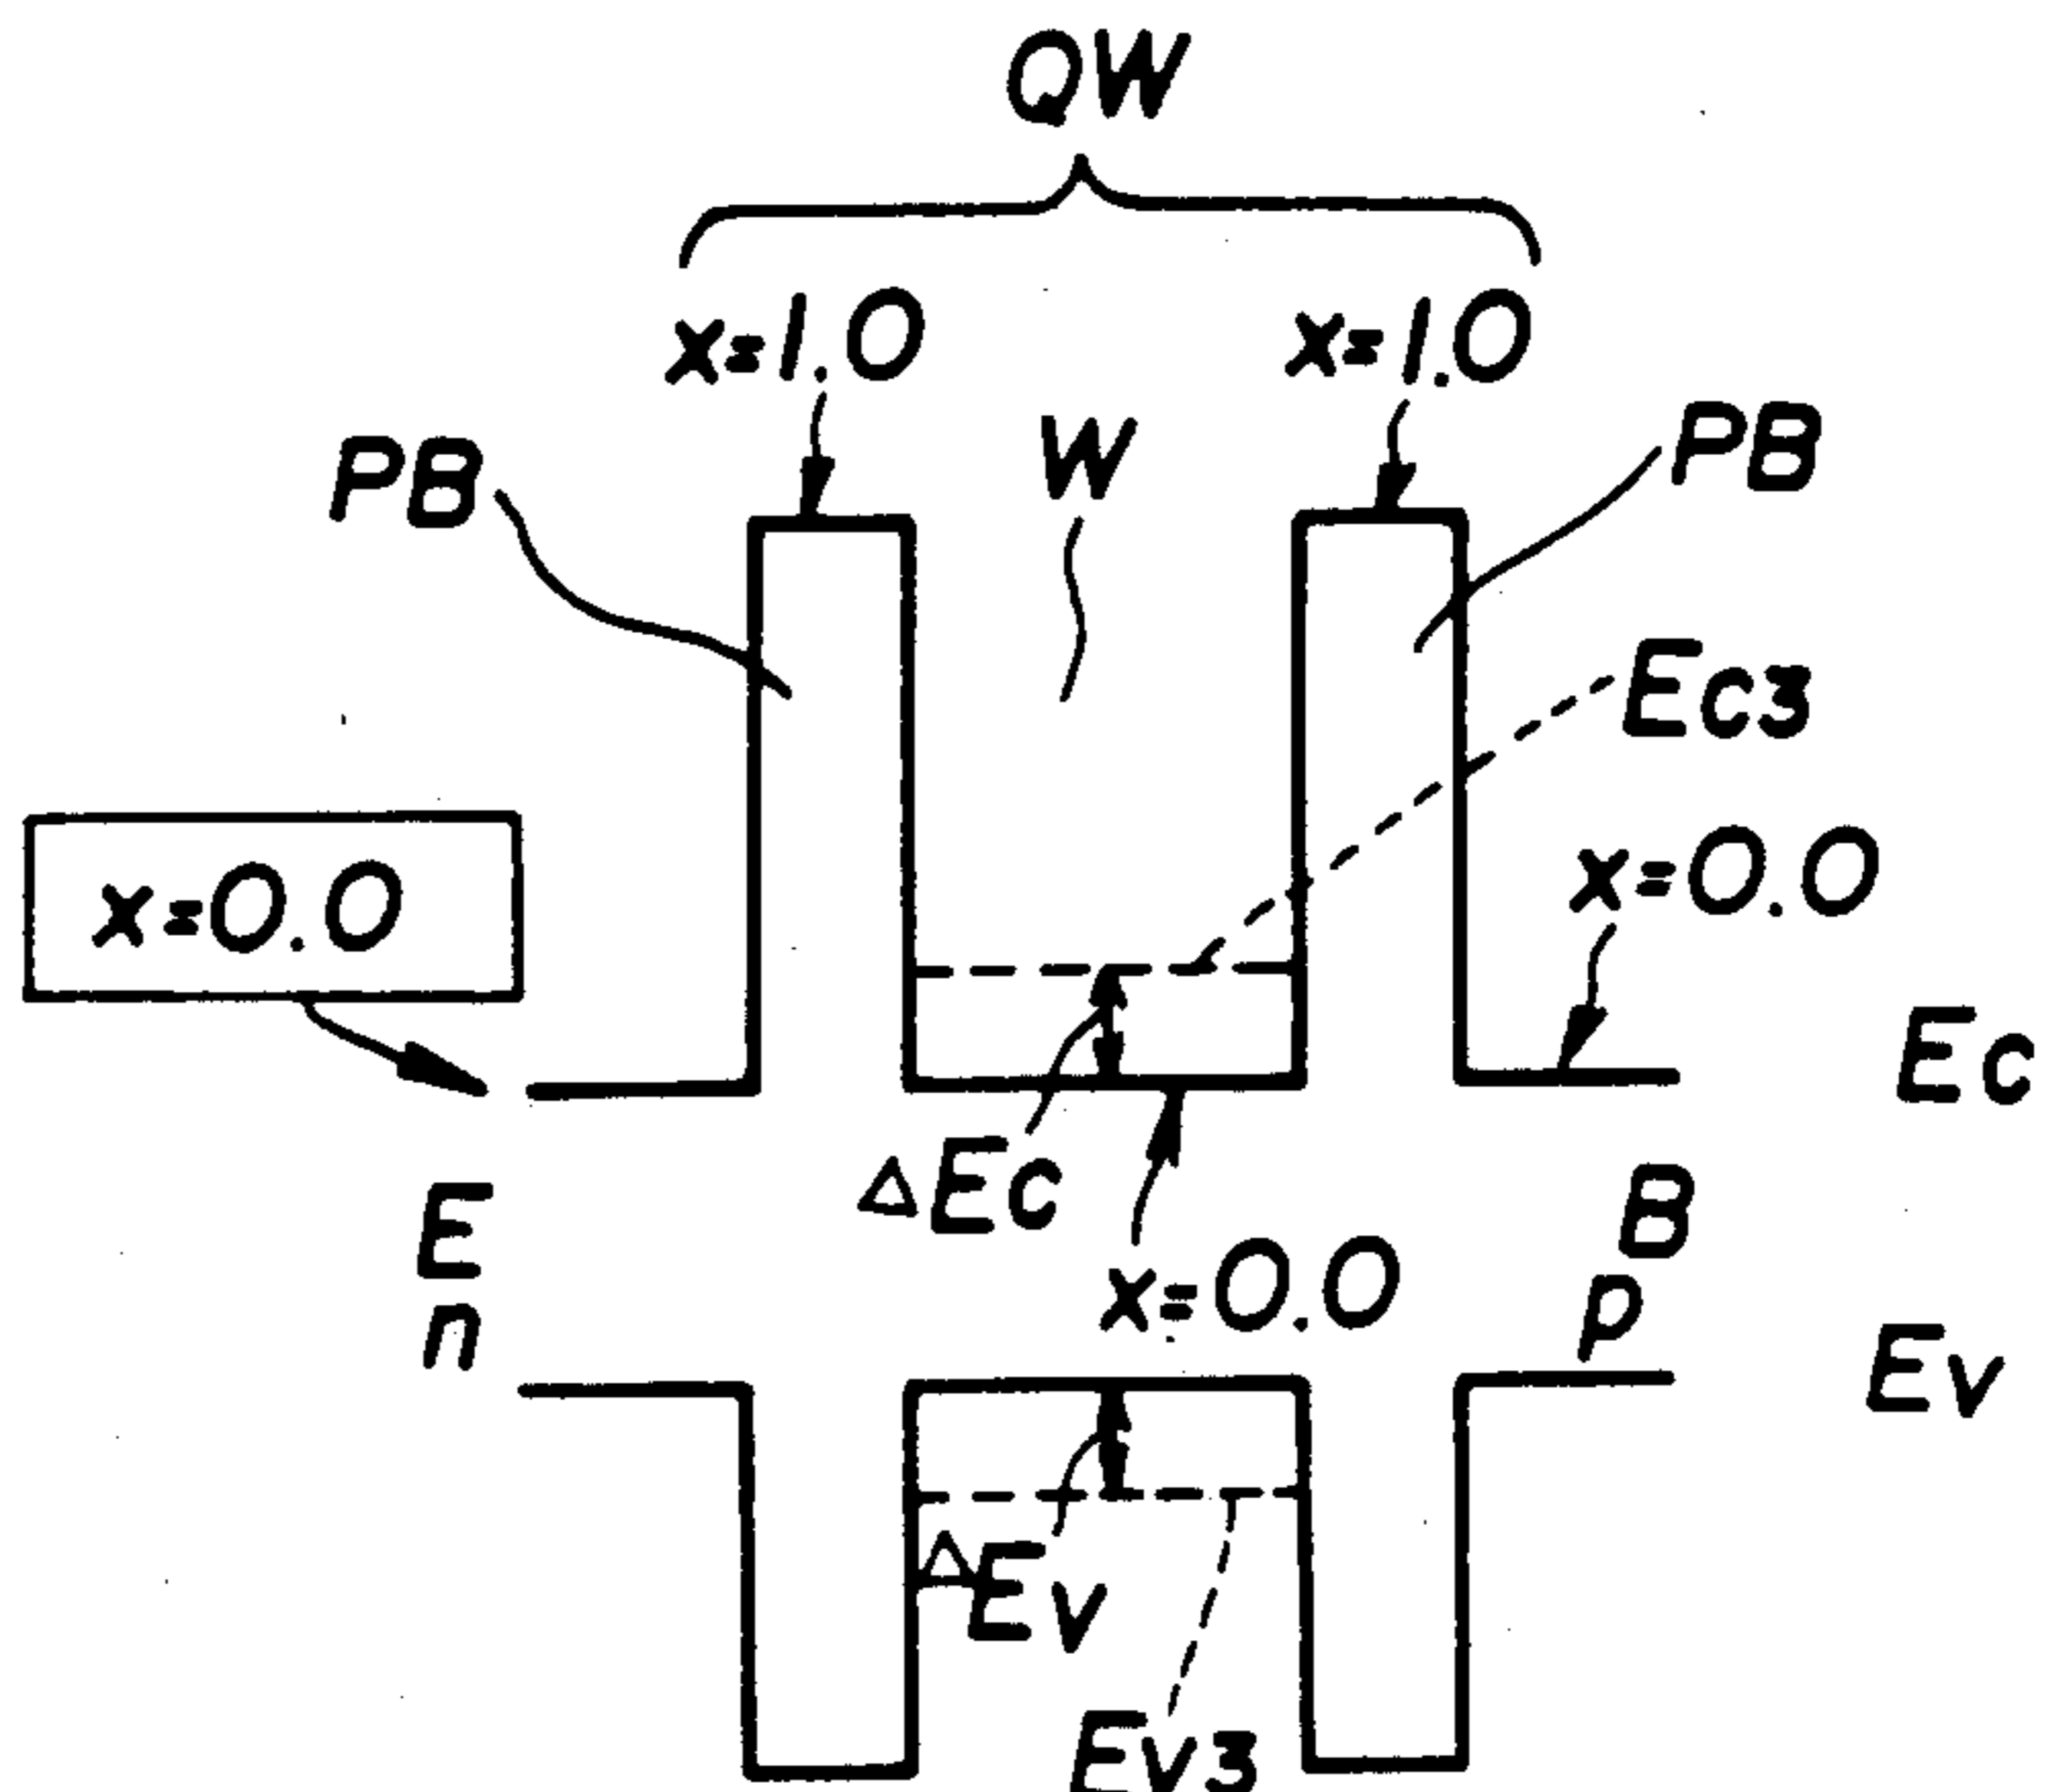 QW
x=1.0 x=1.0
PB W PB
Ec3
x=0.0 x=0.0
Ec
ΔEc
E B
n x=0.0 p
Ev
ΔEv
Ev3